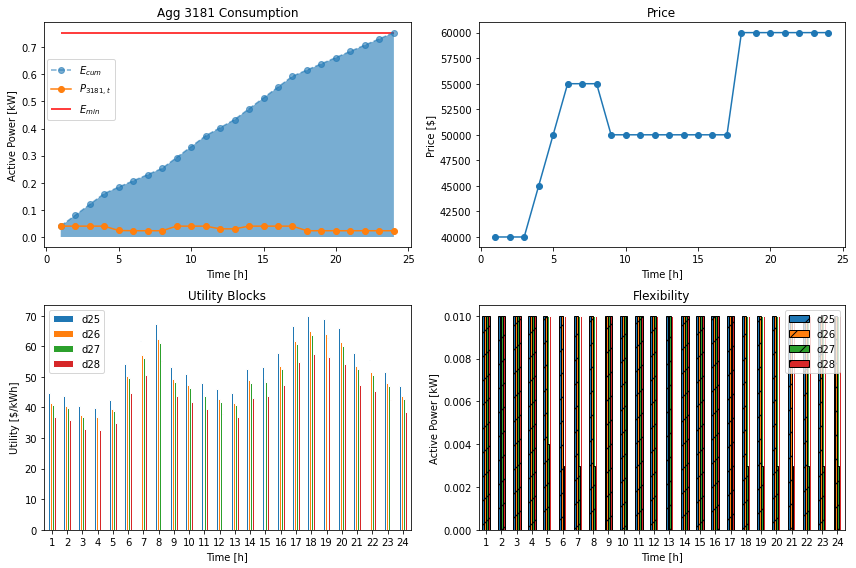 Agg 3181 Consumption
Active Power [kW]
0.7
0.6
0.5
0.4
0.3
0.2
0.1
0.0
E_cum
P_3181,t
E_min
0 5 10 15 20 25
Time [h]
Price
Price [$]
60000
57500
55000
52500
50000
47500
45000
42500
40000
0 5 10 15 20 25
Time [h]
Utility Blocks
Utility [$/kWh]
70
60
50
40
30
20
10
0
d25
d26
d27
d28
1 2 3 4 5 6 7 8 9 10 11 12 13 14 15 16 17 18 19 20 21 22 23 24
Time [h]
Flexibility
Active Power [kW]
0.010
0.008
0.006
0.004
0.002
0.000
d25
d26
d27
d28
1 2 3 4 5 6 7 8 9 10 11 12 13 14 15 16 17 18 19 20 21 22 23 24
Time [h]